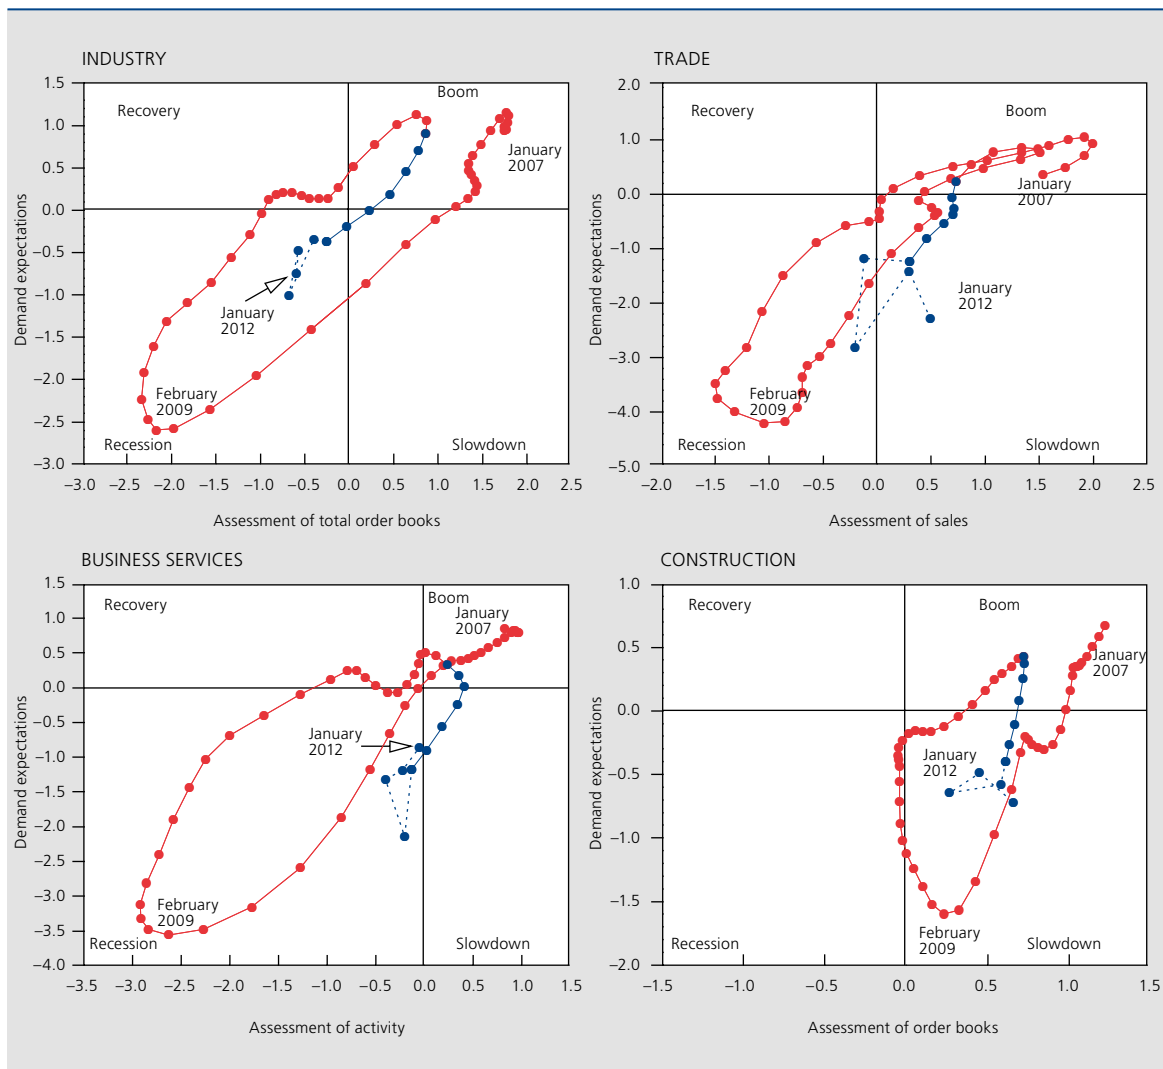 INDUSTRY
1.5
1.0
0.5
0.0
−0.5
−1.0
−1.5
−2.0
−2.5
−3.0
Demand expectations
Recovery
Boom
January
2007
January
2012
February
2009
Recession
Slowdown
−3.0 −2.5 −2.0 −1.5 −1.0 −0.5 0.0 0.5 1.0 1.5 2.0 2.5
Assessment of total order books
TRADE
2.0
1.0
0.0
−1.0
−2.0
−3.0
−4.0
−5.0
Demand expectations
Recovery
Boom
January
2007
January
2012
February
2009
Recession
Slowdown
−2.0 −1.5 −1.0 −0.5 0.0 0.5 1.0 1.5 2.0 2.5
Assessment of sales
BUSINESS SERVICES
1.5
1.0
0.5
0.0
−0.5
−1.0
−1.5
−2.0
−2.5
−3.0
−3.5
−4.0
Demand expectations
Recovery
Boom
January
2007
January
2012
February
2009
Recession
Slowdown
−3.5 −3.0 −2.5 −2.0 −1.5 −1.0 −0.5 0.0 0.5 1.0 1.5
Assessment of activity
CONSTRUCTION
1.0
0.5
0.0
−0.5
−1.0
−1.5
−2.0
Demand expectations
Recovery
Boom
January
2007
January
2012
February
2009
Recession
Slowdown
−1.5 −1.0 −0.5 0.0 0.5 1.0 1.5
Assessment of order books